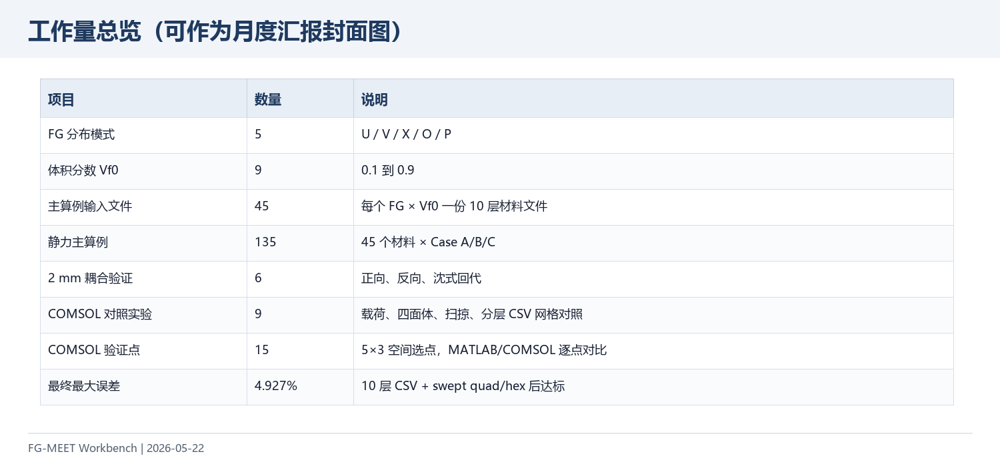 工作量总览（可作为月度汇报封面图）
项目 数量 说明
FG 分布模式 5 U / V / X / O / P
体积分数 Vf0 9 0.1 到 0.9
主算例输入文件 45 每个 FG × Vf0 一份 10 层材料文件
静力主算例 135 45 个材料 × Case A/B/C
2 mm 耦合验证 6 正向、反向、沈式回代
COMSOL 对照实验 9 载荷、四面体、扫掠、分层 CSV 网格对照
COMSOL 验证点 15 5×3 空间选点，MATLAB/COMSOL 逐点对比
最终最大误差 4.927% 10 层 CSV + swept quad/hex 后达标
FG-MEET Workbench | 2026-05-22